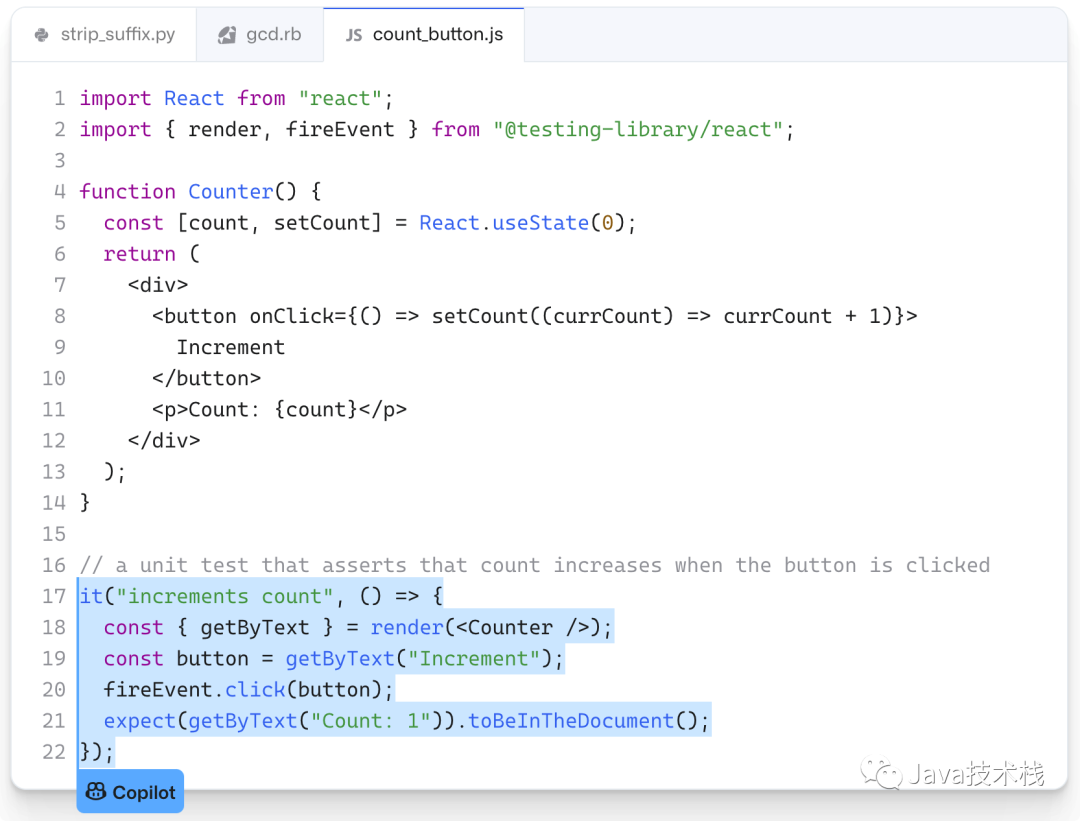 strip_suffix.py gcd.rb JS count_button.js
1 import React from "react";
2 import { render, fireEvent } from "@testing-library/react";
3
4 function Counter() {
5   const [count, setCount] = React.useState(0);
6   return (
7     <div>
8       <button onClick={() => setCount((currCount) => currCount + 1)}>
9         Increment
10       </button>
11       <p>Count: {count}</p>
12     </div>
13   );
14 }
15
16 // a unit test that asserts that count increases when the button is clicked
17 it("increments count", () => {
18   const { getByText } = render(<Counter />);
19   const button = getByText("Increment");
20   fireEvent.click(button);
21   expect(getByText("Count: 1")).toBeInTheDocument();
22 });
Java技术栈
Copilot